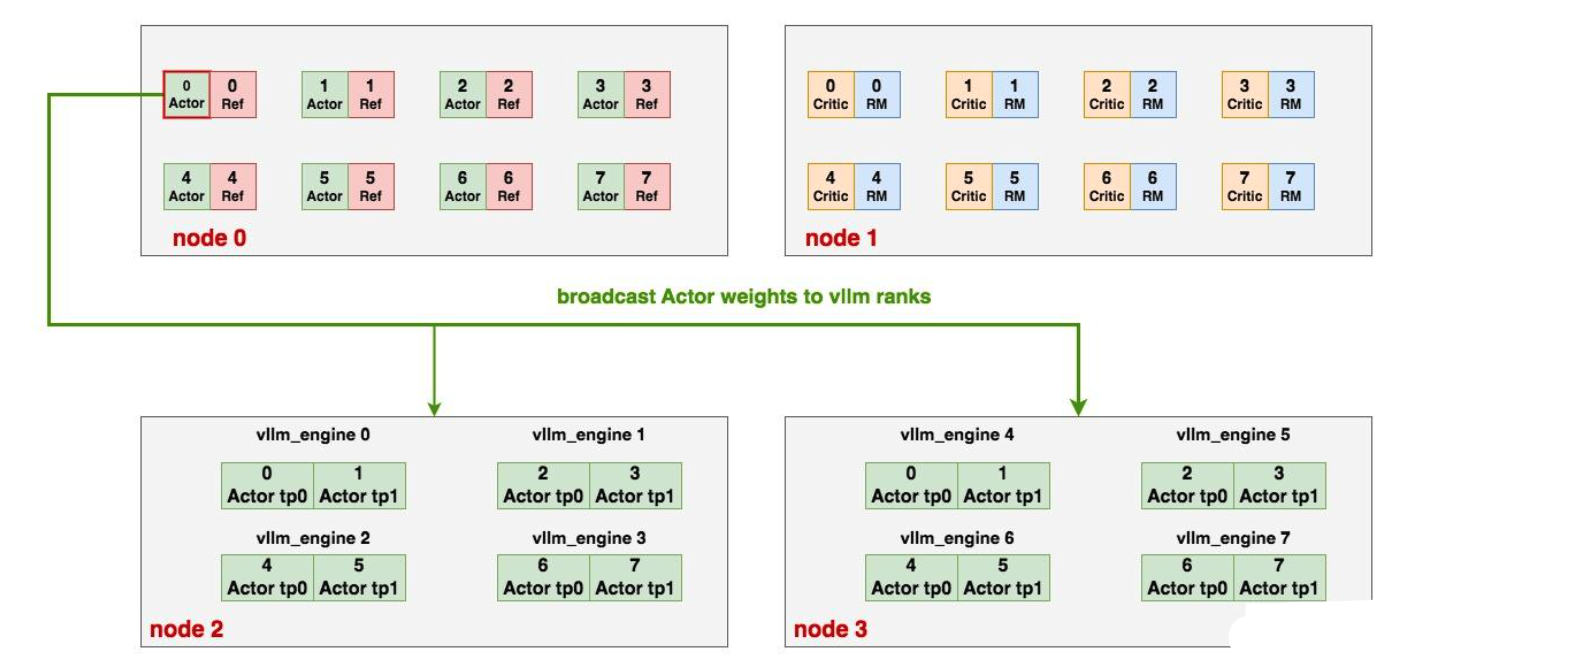 0 0 1 1 2 2 3 3
Actor Ref Actor Ref Actor Ref Actor Ref
4 4 5 5 6 6 7 7
Actor Ref Actor Ref Actor Ref Actor Ref
node 0
0 0 1 1 2 2 3 3
Critic RM Critic RM Critic RM Critic RM
4 4 5 5 6 6 7 7
Critic RM Critic RM Critic RM Critic RM
node 1
broadcast Actor weights to vllm ranks
vllm_engine 0 vllm_engine 1
0 1 2 3
Actor tp0 Actor tp1 Actor tp0 Actor tp1
vllm_engine 2 vllm_engine 3
4 5 6 7
Actor tp0 Actor tp1 Actor tp0 Actor tp1
node 2
vllm_engine 4 vllm_engine 5
0 1 2 3
Actor tp0 Actor tp1 Actor tp0 Actor tp1
vllm_engine 6 vllm_engine 7
4 5 6 7
Actor tp0 Actor tp1 Actor tp0 Actor tp1
node 3